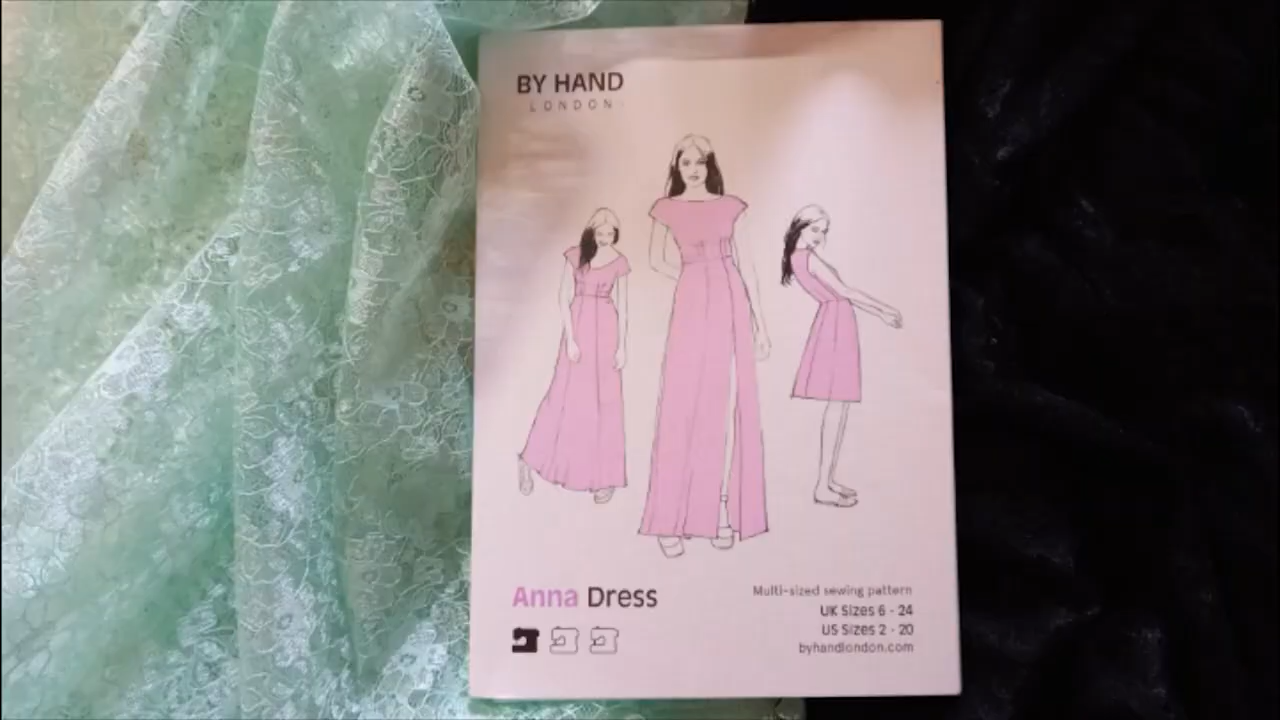 BY HAND
LONDON
Anna Dress
Multi-sized sewing pattern
UK Sizes 6 - 24
US Sizes 2 - 20
byhandlondon.com